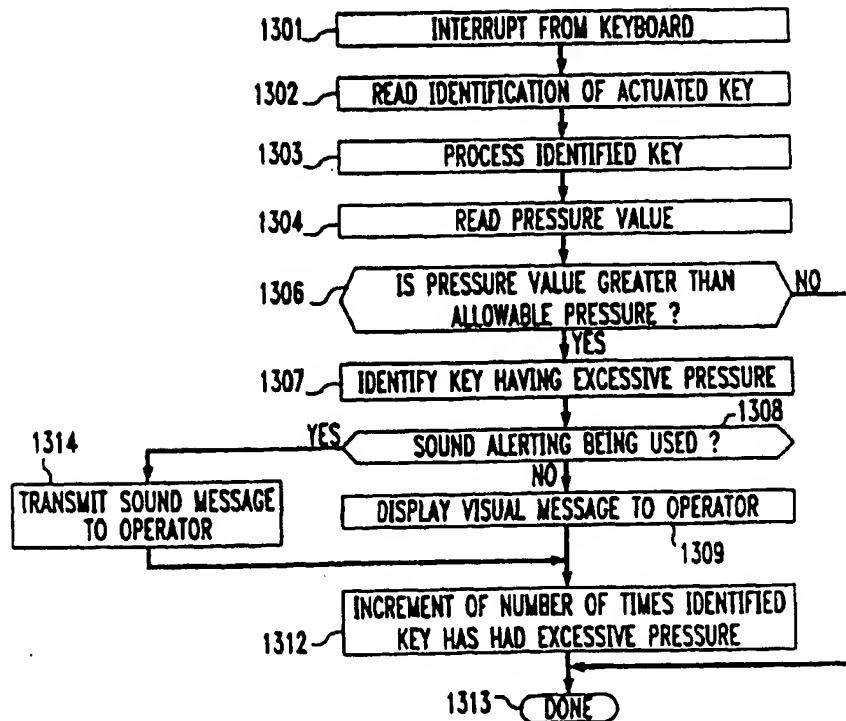 1301
INTERRUPT FROM KEYBOARD
1302
READ IDENTIFICATION OF ACTUATED KEY
1303
PROCESS IDENTIFIED KEY
1304
READ PRESSURE VALUE
1306
IS PRESSURE VALUE GREATER THAN
ALLOWABLE PRESSURE ?
NO
YES
1307
IDENTIFY KEY HAVING EXCESSIVE PRESSURE
1308
SOUND ALERTING BEING USED ?
YES
NO
1314
TRANSMIT SOUND MESSAGE
TO OPERATOR
DISPLAY VISUAL MESSAGE TO OPERATOR
1309
INCREMENT OF NUMBER OF TIMES IDENTIFIED
KEY HAS HAD EXCESSIVE PRESSURE
1312
1313
DONE